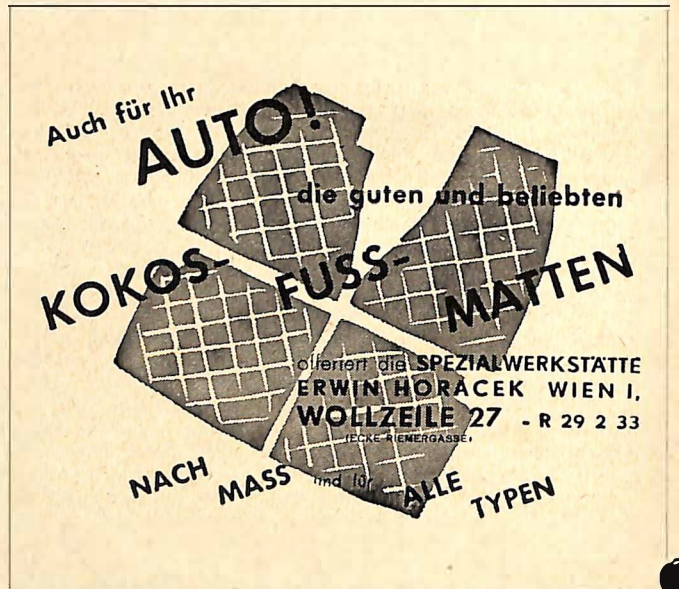 Auch für Ihr
AUTO!
die guten und beliebten
KOKOS-FUSS-MATTEN
offeriert die SPEZIALWERKSTÄTTE
ERWIN HORACEK WIEN I,
WOLLZEILE 27 - R 29 2 33
(ECKE RIEMERGASSE)
NACH MASS und für ALLE TYPEN